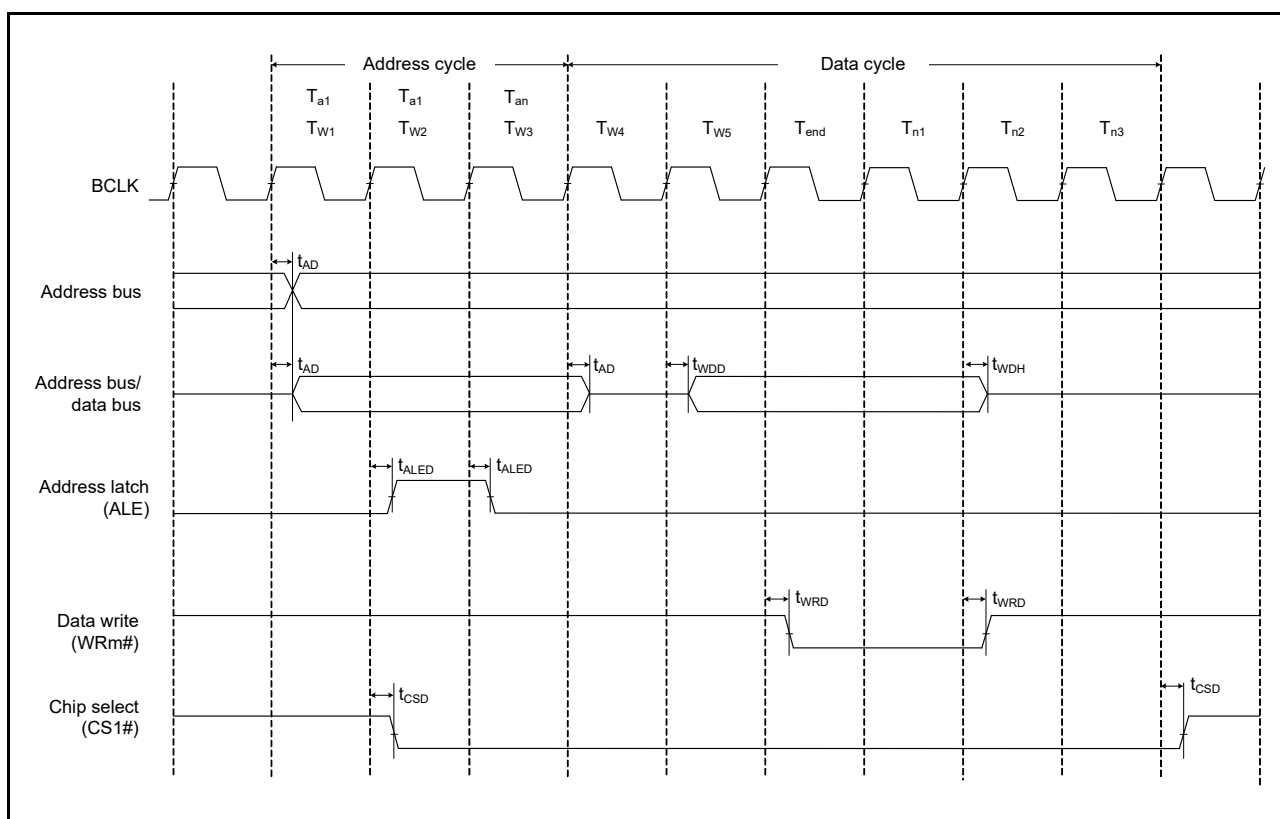 Address cycle Data cycle
Ta1 Ta1 Tan
TW1 TW2 TW3 TW4 TW5 Tend Tn1 Tn2 Tn3
BCLK
tAD
Address bus
tAD tAD tWDD tWDH
Address bus/
data bus
tALED tALED
Address latch
(ALE)
tWRD tWRD
Data write
(WRm#)
tCSD tCSD
Chip select
(CS1#)